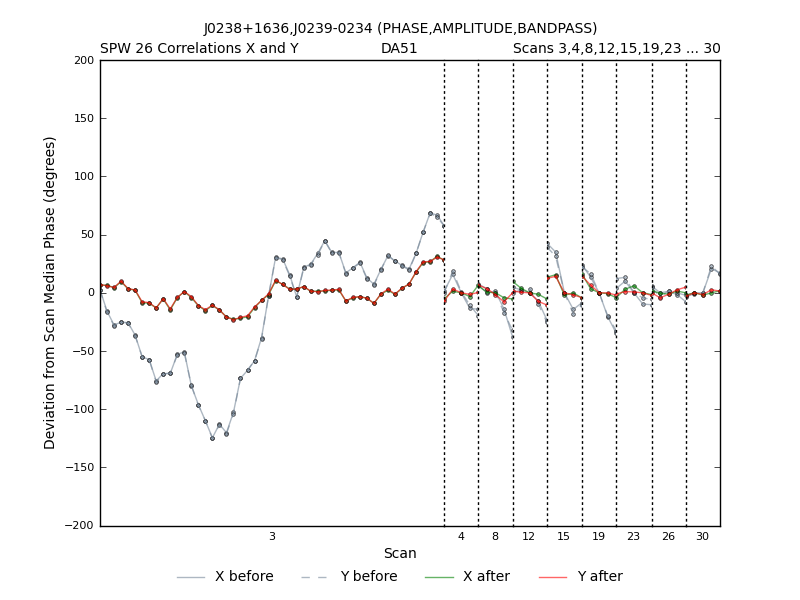 J0238+1636,J0239-0234 (PHASE,AMPLITUDE,BANDPASS)
SPW 26 Correlations X and Y DA51 Scans 3,4,8,12,15,19,23 ... 30
200
150
100
50
0
−50
−100
−150
−200
Deviation from Scan Median Phase (degrees)
3 4 8 12 15 19 23 26 30
Scan
X before Y before X after Y after